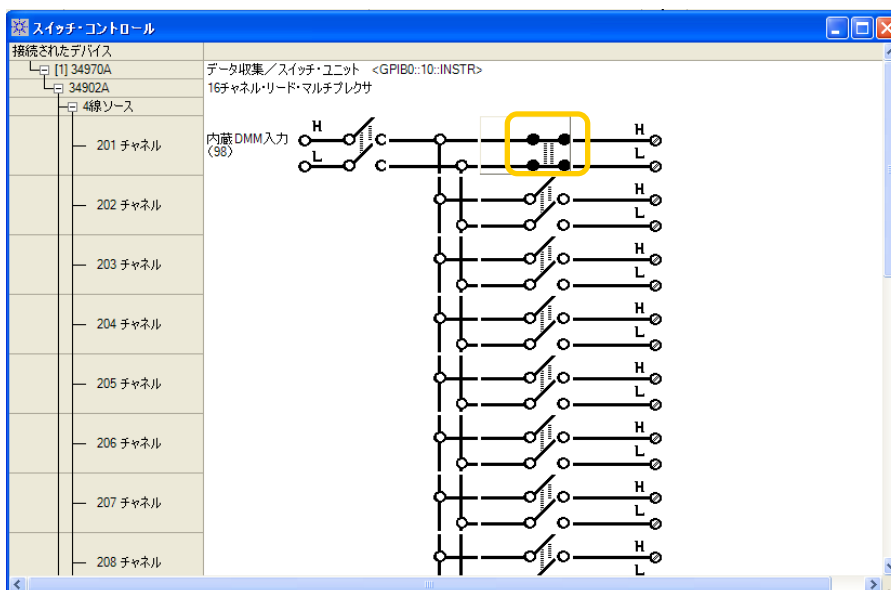 スイッチ・コントロール
接続されたデバイス
[1] 34970A
データ収集／スイッチ・ユニット <GPIB0::10::INSTR>
34902A
16チャネル・リード・マルチプレクサ
4線ソース
201 チャネル
内蔵DMM入力
(98)
H
L
H
L
202 チャネル
H
L
203 チャネル
H
L
204 チャネル
H
L
205 チャネル
H
L
206 チャネル
H
L
207 チャネル
H
L
208 チャネル
H
L